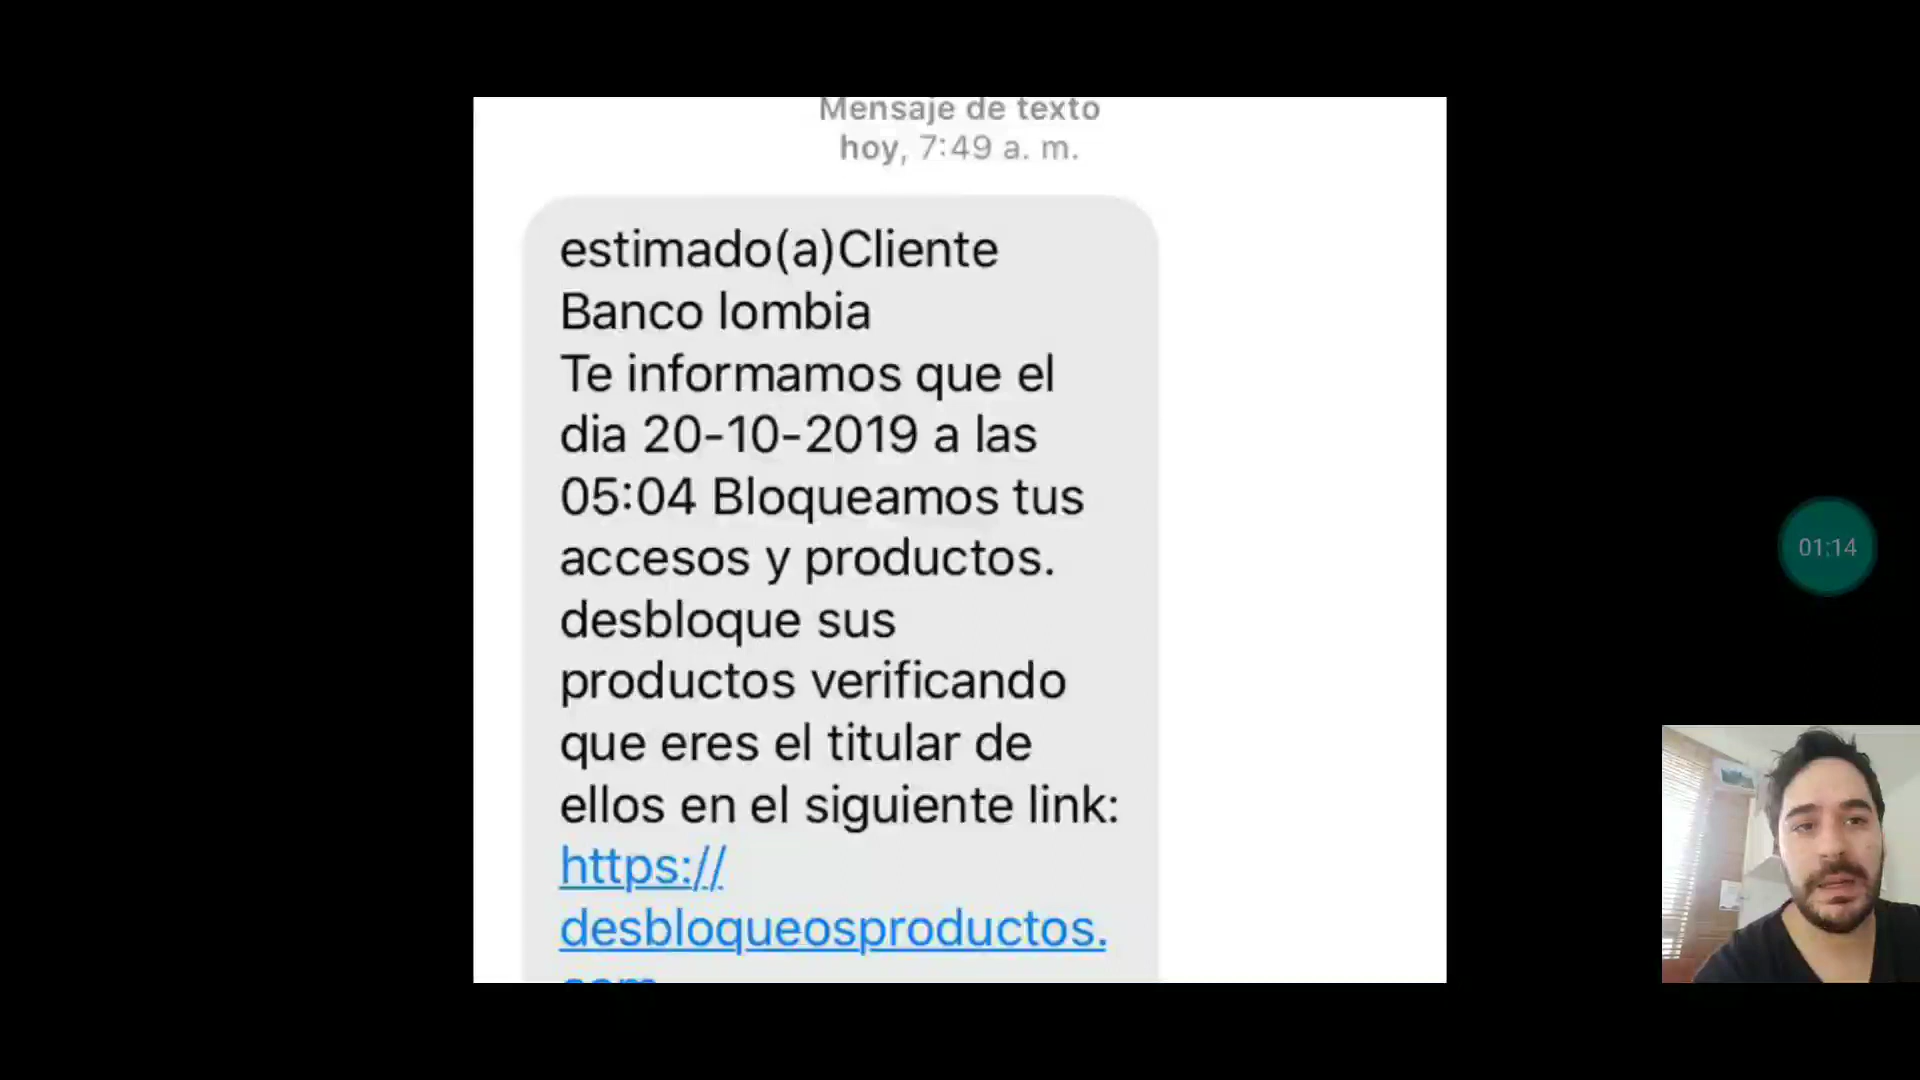 Mensaje de texto
hoy, 7:49 a. m.
estimado(a)Cliente
Banco lombia
Te informamos que el
dia 20-10-2019 a las
05:04 Bloqueamos tus
accesos y productos.
desbloque sus
productos verificando
que eres el titular de
ellos en el siguiente link:
https://
desbloqueosproductos.
com
01:14